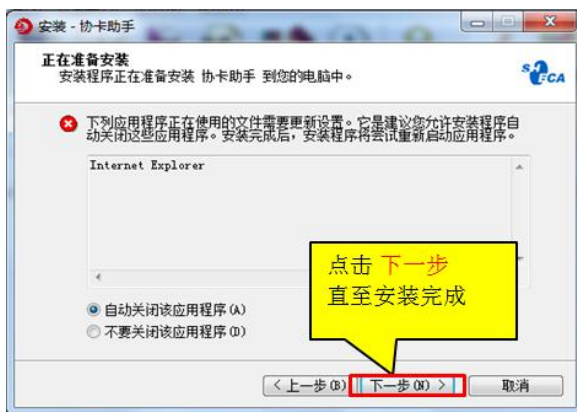 安装 - 协卡助手
正在准备安装
安装程序正在准备安装 协卡助手 到您的电脑中。
SHECA
下列应用程序正在使用的文件需要更新设置。它是建议您允许安装程序自
动关闭这些应用程序。安装完成后，安装程序将尝试重新启动应用程序。
Internet Explorer
点击 下一步
直至安装完成
自动关闭该应用程序(A)
不要关闭该应用程序(D)
< 上一步(B)
下一步(N) >
取消